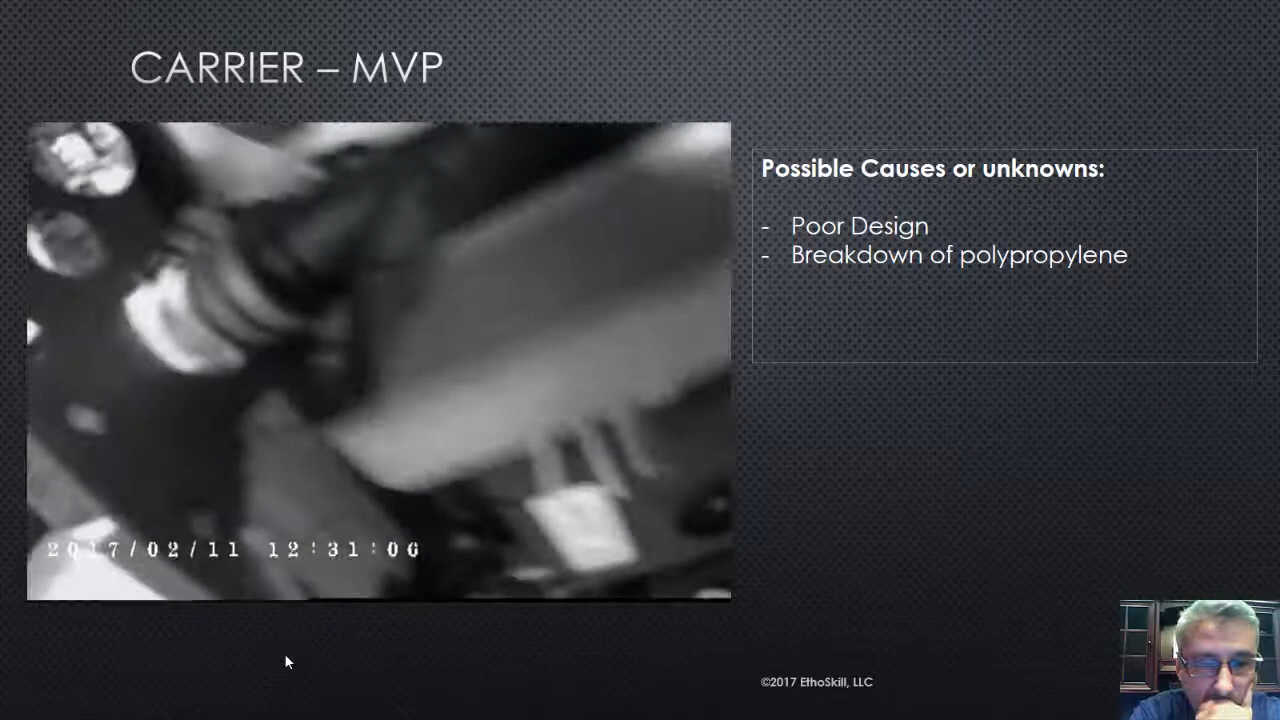 CARRIER – MVP
Possible Causes or unknowns:
- Poor Design
- Breakdown of polypropylene
2017/02/11 12:31:06
©2017 EthoSkill, LLC